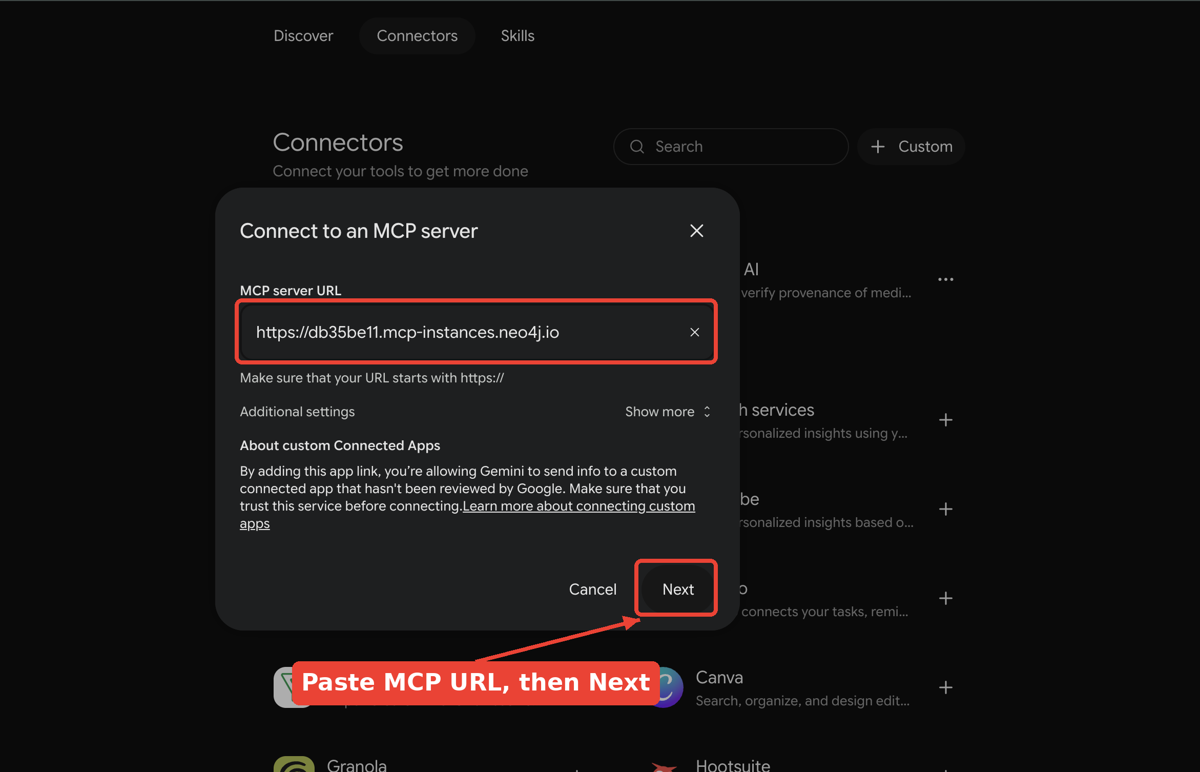 Discover Connectors Skills
Connectors
Connect your tools to get more done
Search
Custom
Connect to an MCP server
MCP server URL
https://db35be11.mcp-instances.neo4j.io
Make sure that your URL starts with https://
Additional settings
Show more
About custom Connected Apps
By adding this app link, you're allowing Gemini to send info to a custom
connected app that hasn't been reviewed by Google. Make sure that you
trust this service before connecting.Learn more about connecting custom
apps
Cancel
Next
AI
verify provenance of medi...
h services
rsonalized insights using y...
be
rsonalized insights based o...
o
connects your tasks, remi...
Paste MCP URL, then Next
Canva
Search, organize, and design edit...
Granola
Hootsuite